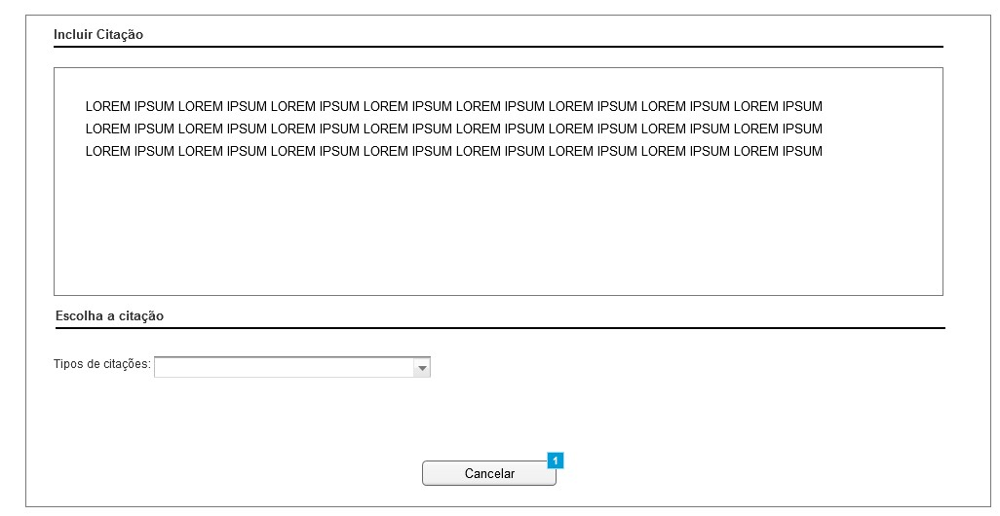 Incluir Citação
LOREM IPSUM LOREM IPSUM LOREM IPSUM LOREM IPSUM LOREM IPSUM LOREM IPSUM LOREM IPSUM LOREM IPSUM
LOREM IPSUM LOREM IPSUM LOREM IPSUM LOREM IPSUM LOREM IPSUM LOREM IPSUM LOREM IPSUM LOREM IPSUM
LOREM IPSUM LOREM IPSUM LOREM IPSUM LOREM IPSUM LOREM IPSUM LOREM IPSUM LOREM IPSUM LOREM IPSUM
Escolha a citação
Tipos de citações:
1
Cancelar